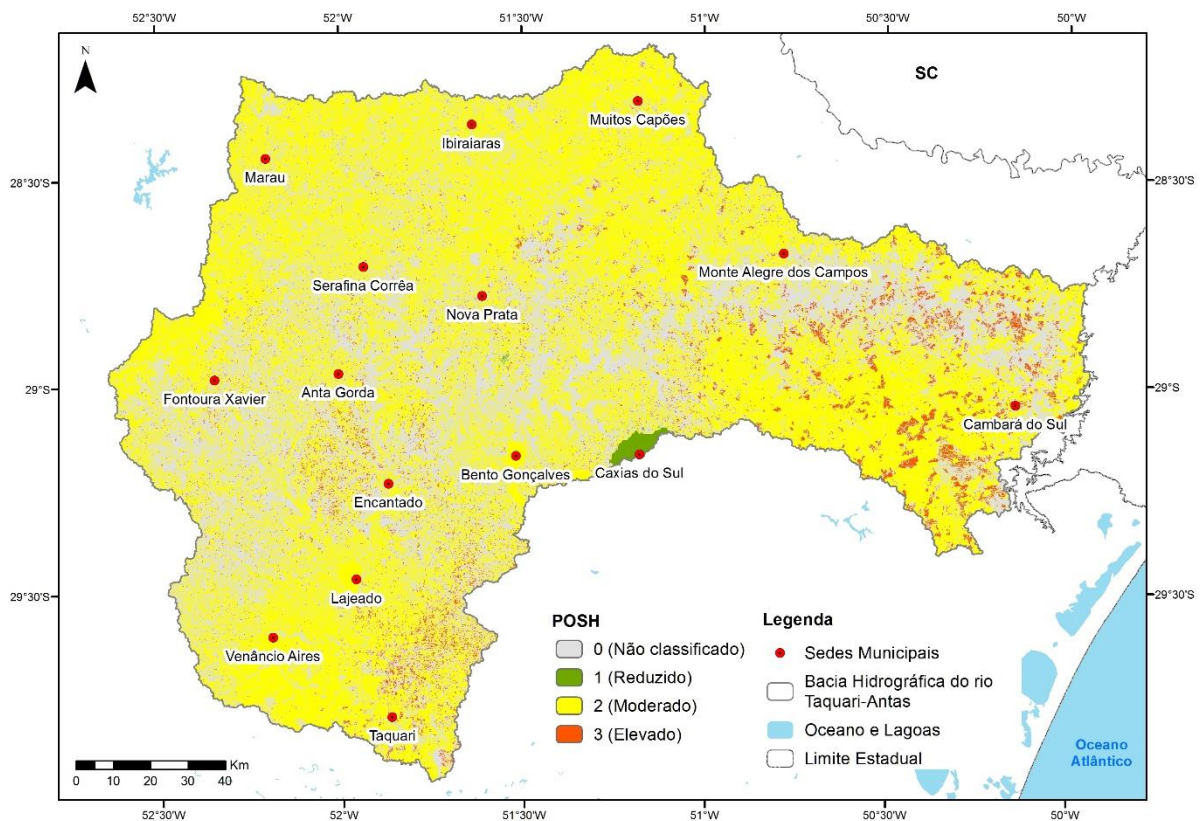 52°30'W 52°W 51°30'W 51°W 50°30'W 50°W
N
SC
Muitos Capões
Ibiraiaras
Marau
28°30'S 28°30'S
Monte Alegre dos Campos
Serafina Corrêa
Nova Prata
29°S 29°S
Anta Gorda
Fontoura Xavier
Cambará do Sul
Bento Gonçalves
Caxias do Sul
Encantado
29°30'S 29°30'S
Lajeado
Venâncio Aires
Taquari
POSH
0 (Não classificado)
1 (Reduzido)
2 (Moderado)
3 (Elevado)
Legenda
Sedes Municipais
Bacia Hidrográfica do rio
Taquari-Antas
Oceano e Lagoas
Limite Estadual
Oceano
Atlântico
0 10 20 30 40 Km
52°30'W 52°W 51°30'W 51°W 50°30'W 50°W